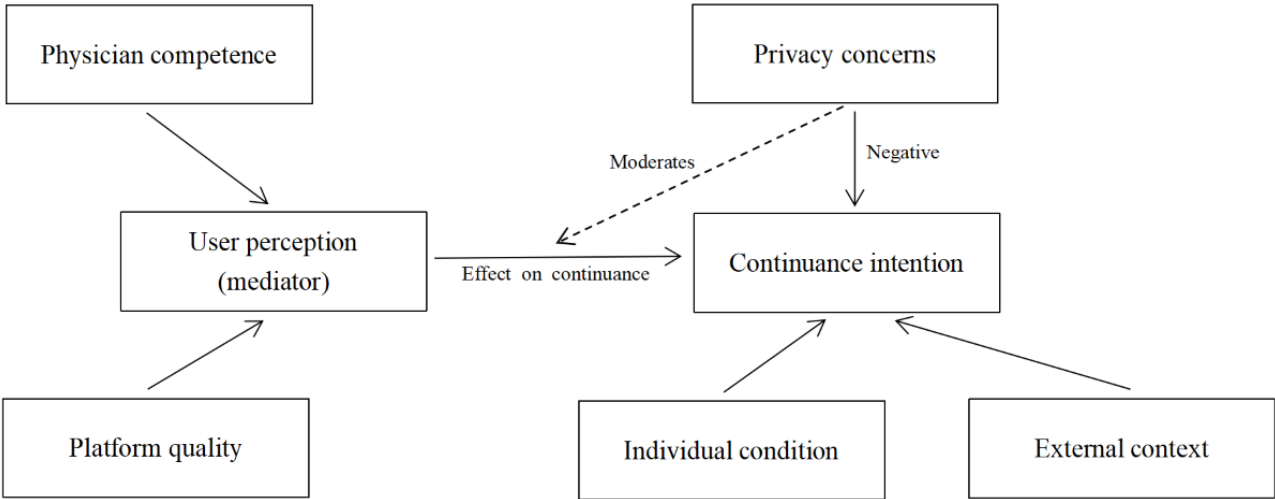 Physician competence
Privacy concerns
Moderates
Negative
User perception
(mediator)
Effect on continuance
Continuance intention
Platform quality
Individual condition
External context